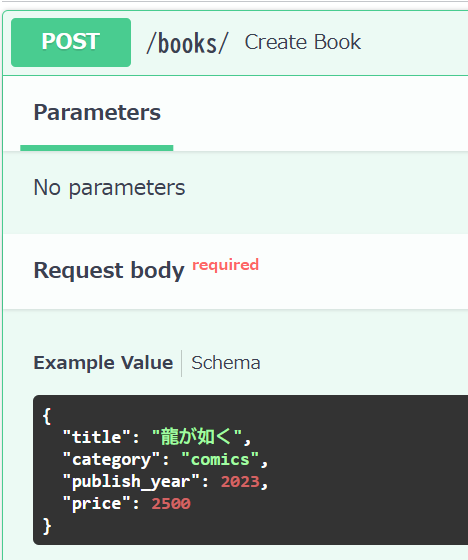 POST /books/ Create Book
Parameters
No parameters
Request body required
Example Value Schema
{
  "title": "龍が如く",
  "category": "comics",
  "publish_year": 2023,
  "price": 2500
}